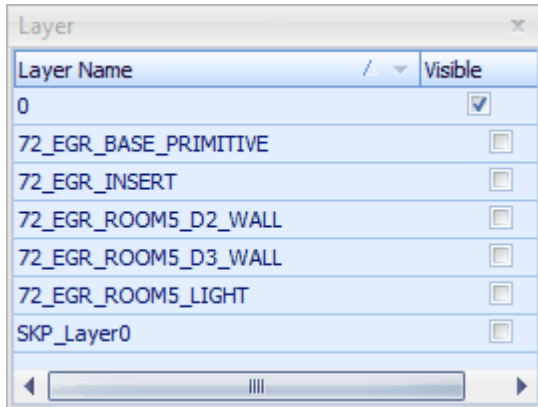 Layer
Layer Name Visible
0
72_EGR_BASE_PRIMITIVE
72_EGR_INSERT
72_EGR_ROOM5_D2_WALL
72_EGR_ROOM5_D3_WALL
72_EGR_ROOM5_LIGHT
SKP_Layer0